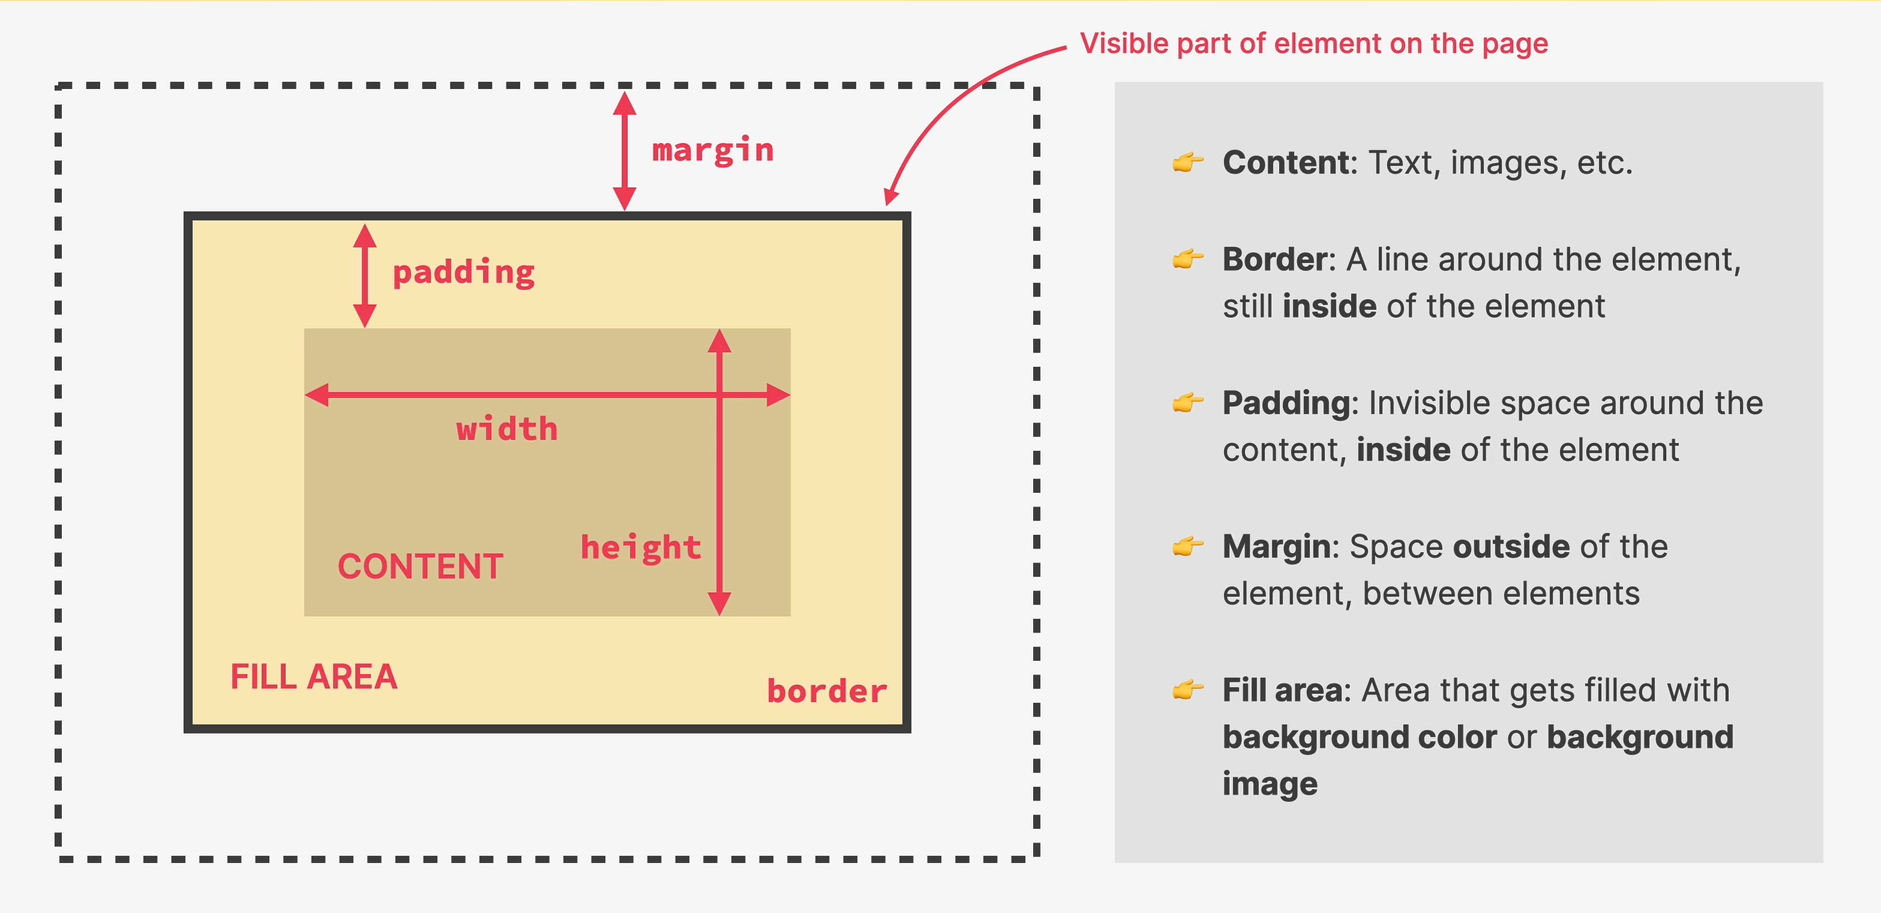 Visible part of element on the page
margin
padding
width
height
CONTENT
FILL AREA
border
👉 Content: Text, images, etc.
👉 Border: A line around the element,
still inside of the element
👉 Padding: Invisible space around the
content, inside of the element
👉 Margin: Space outside of the
element, between elements
👉 Fill area: Area that gets filled with
background color or background
image